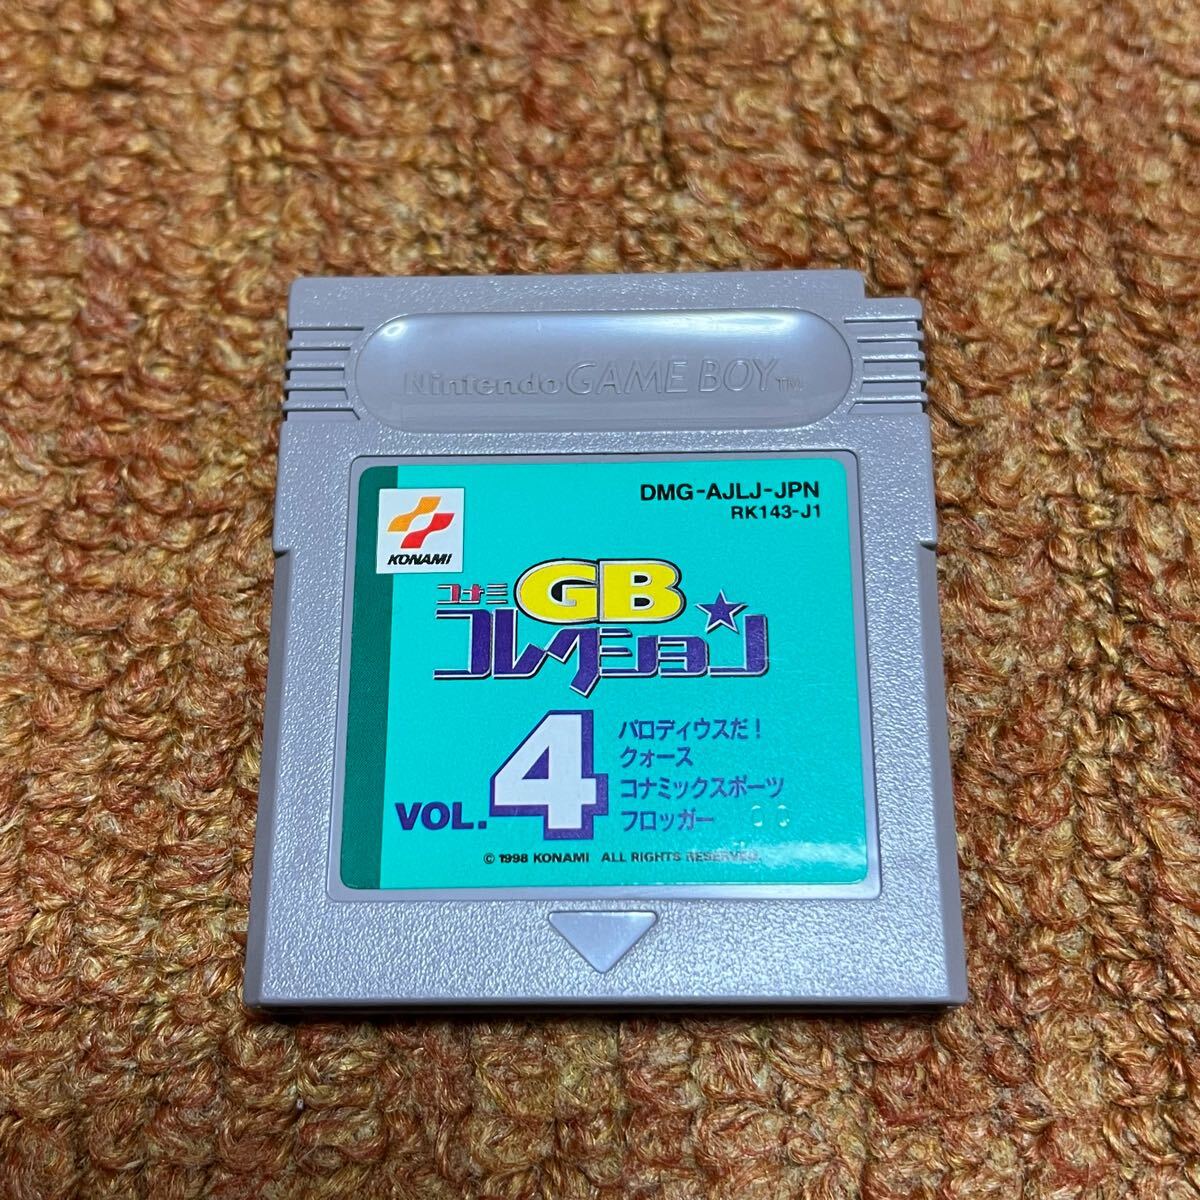 Nintendo GAME BOY™
DMG-AJLJ-JPN
RK143-J1
KONAMI
コナミ GB
コレクション
VOL.4
パロディウスだ！
クォース
コナミックスポーツ
フロッガー
© 1998 KONAMI ALL RIGHTS RESERVED.